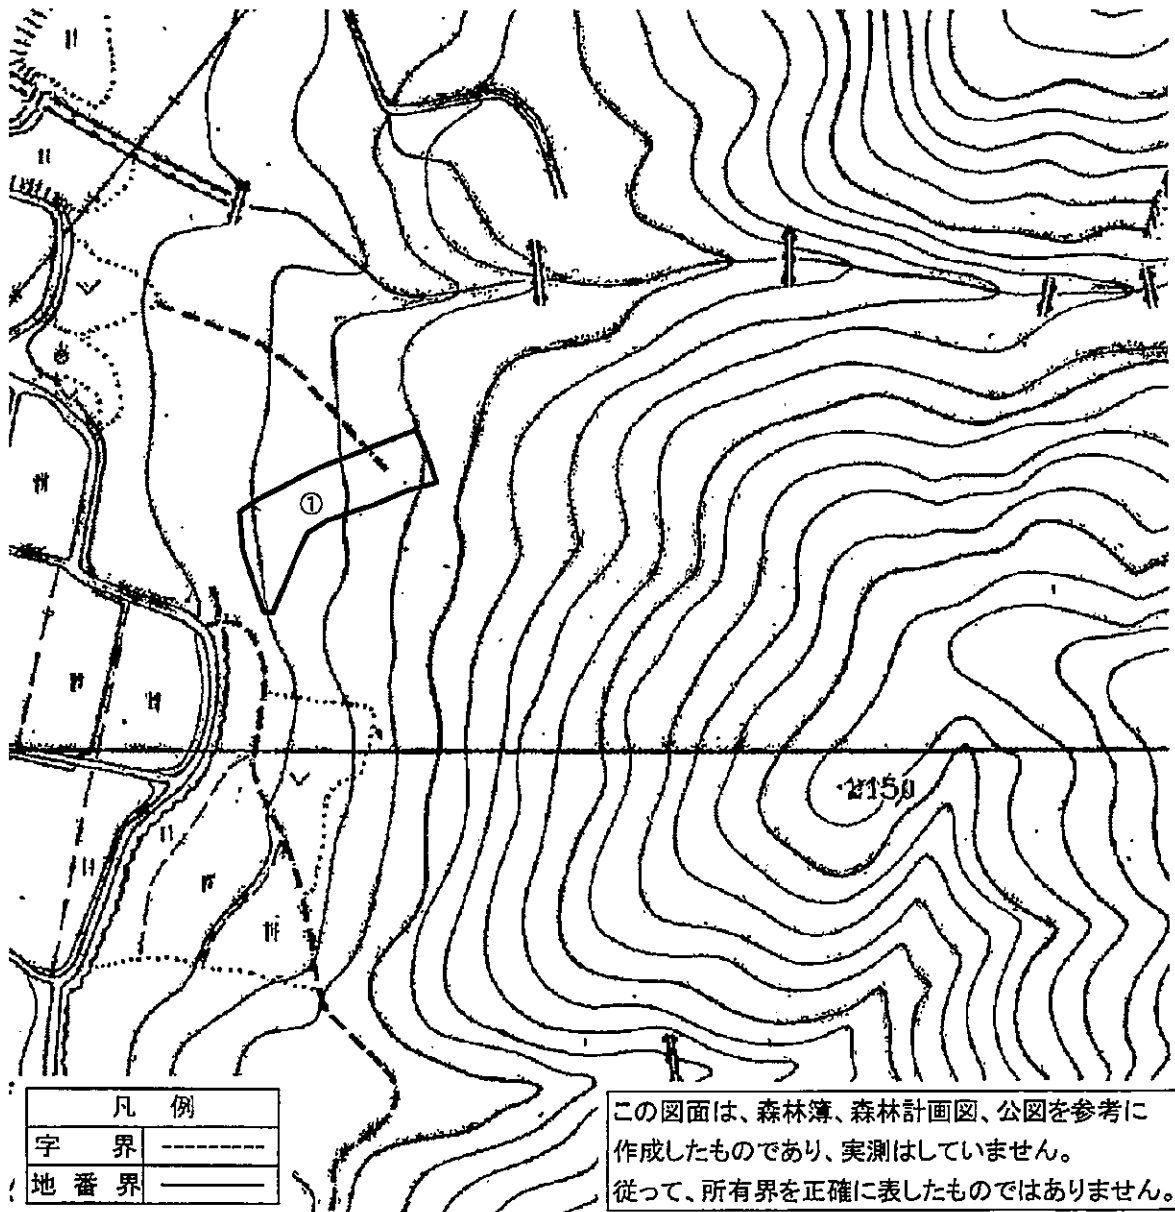 ①
凡 例
字 界
地 番 界
この図面は、森林簿、森林計画図、公図を参考に
作成したものであり、実測はしていません。
従って、所有界を正確に表したものではありません。